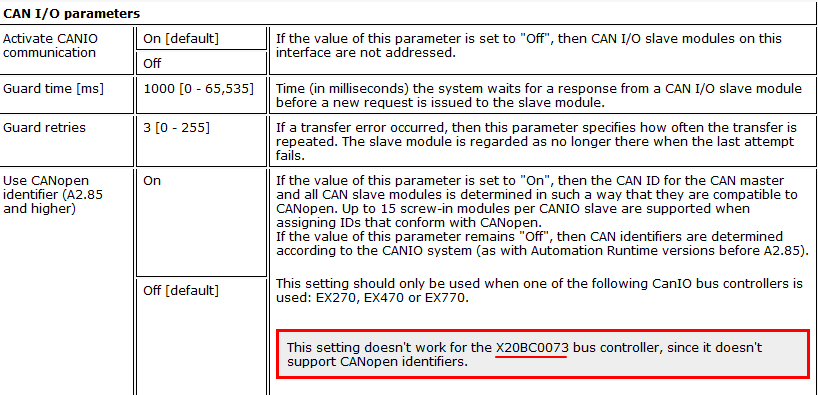 CAN I/O parameters
Activate CANIO
communication
On [default]
Off
If the value of this parameter is set to "Off", then CAN I/O slave modules on this
interface are not addressed.
Guard time [ms]
1000 [0 - 65,535]
Time (in milliseconds) the system waits for a response from a CAN I/O slave module
before a new request is issued to the slave module.
Guard retries
3 [0 - 255]
If a transfer error occurred, then this parameter specifies how often the transfer is
repeated. The slave module is regarded as no longer there when the last attempt
fails.
Use CANopen
identifier (A2.85
and higher)
On
Off [default]
If the value of this parameter is set to "On", then the CAN ID for the CAN master
and all CAN slave modules is determined in such a way that they are compatible to
CANopen. Up to 15 screw-in modules per CANIO slave are supported when
assigning IDs that conform with CANopen.
If the value of this parameter remains "Off", then CAN identifiers are determined
according to the CANIO system (as with Automation Runtime versions before A2.85).
This setting should only be used when one of the following CanIO bus controllers is
used: EX270, EX470 or EX770.
This setting doesn't work for the X20BC0073 bus controller, since it doesn't
support CANopen identifiers.